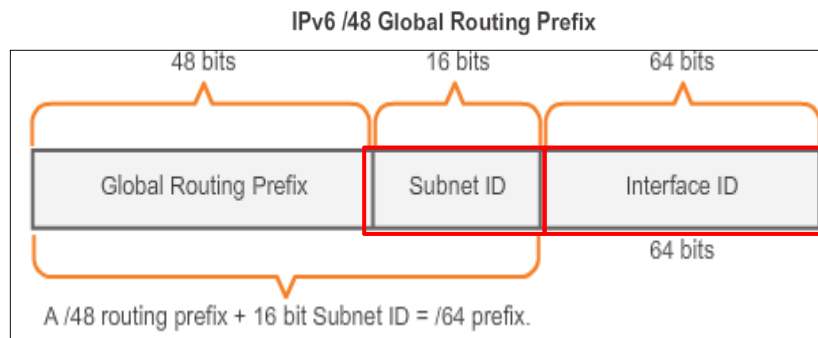 IPv6 /48 Global Routing Prefix
48 bits 16 bits 64 bits
Global Routing Prefix Subnet ID Interface ID
64 bits
A /48 routing prefix + 16 bit Subnet ID = /64 prefix.